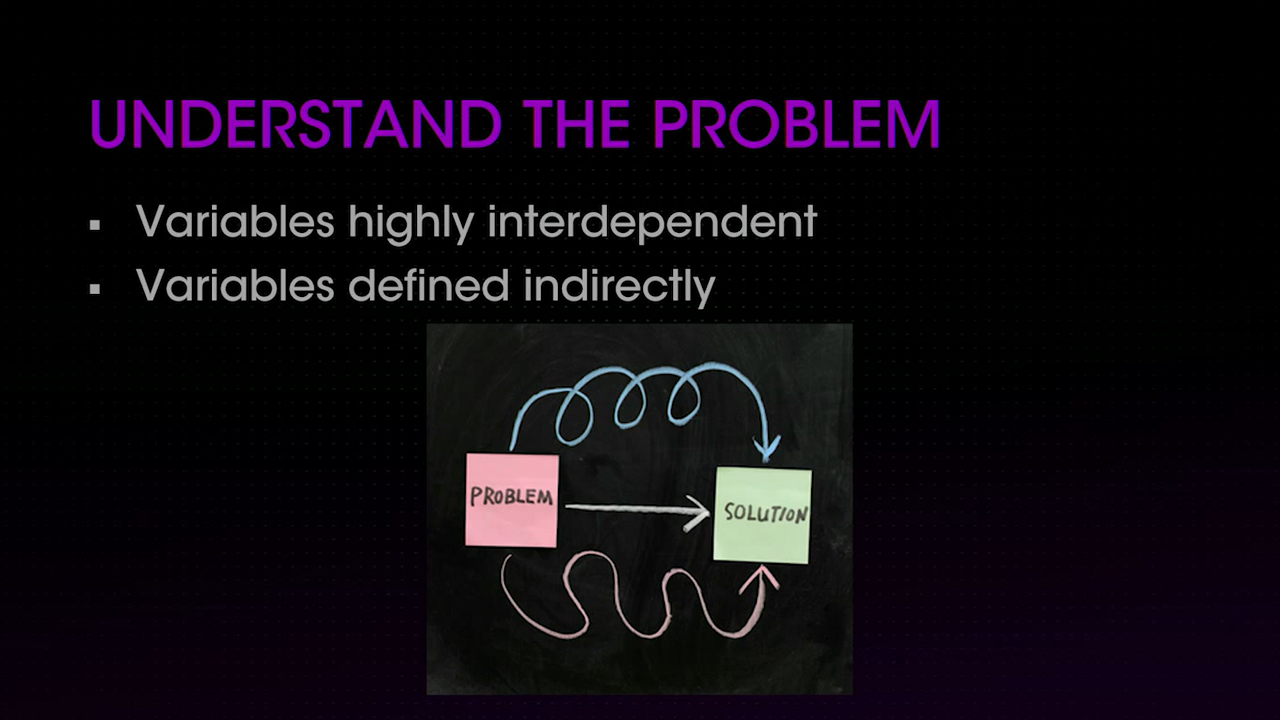 UNDERSTAND THE PROBLEM
Variables highly interdependent
Variables defined indirectly
PROBLEM
SOLUTION